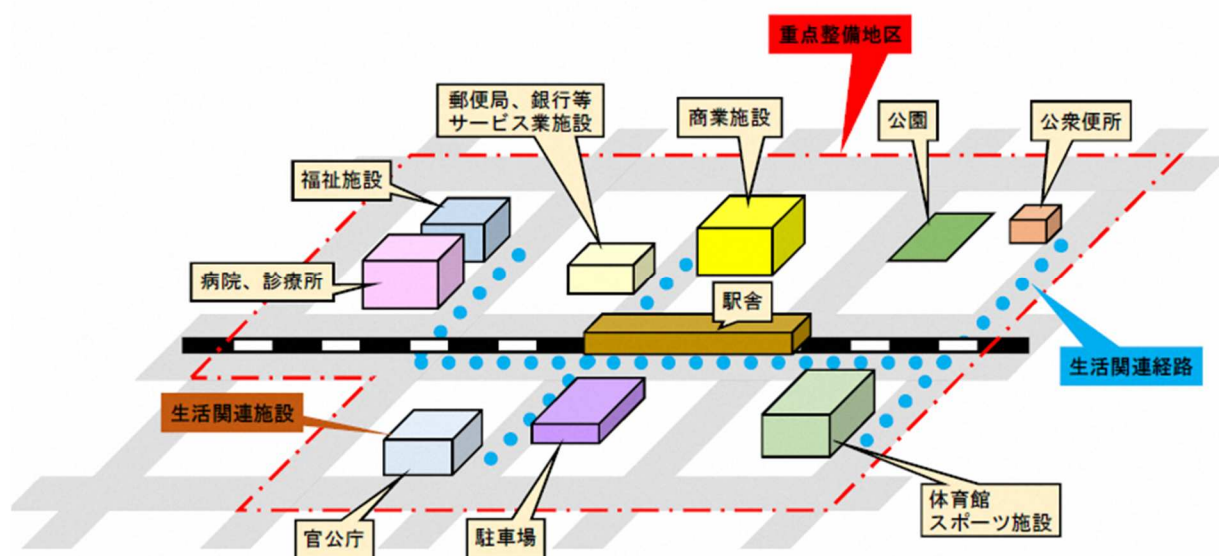 重点整備地区
郵便局、銀行等
サービス業施設
商業施設
公園
公衆便所
福祉施設
病院、診療所
駅舎
生活関連経路
生活関連施設
官公庁
駐車場
体育館
スポーツ施設